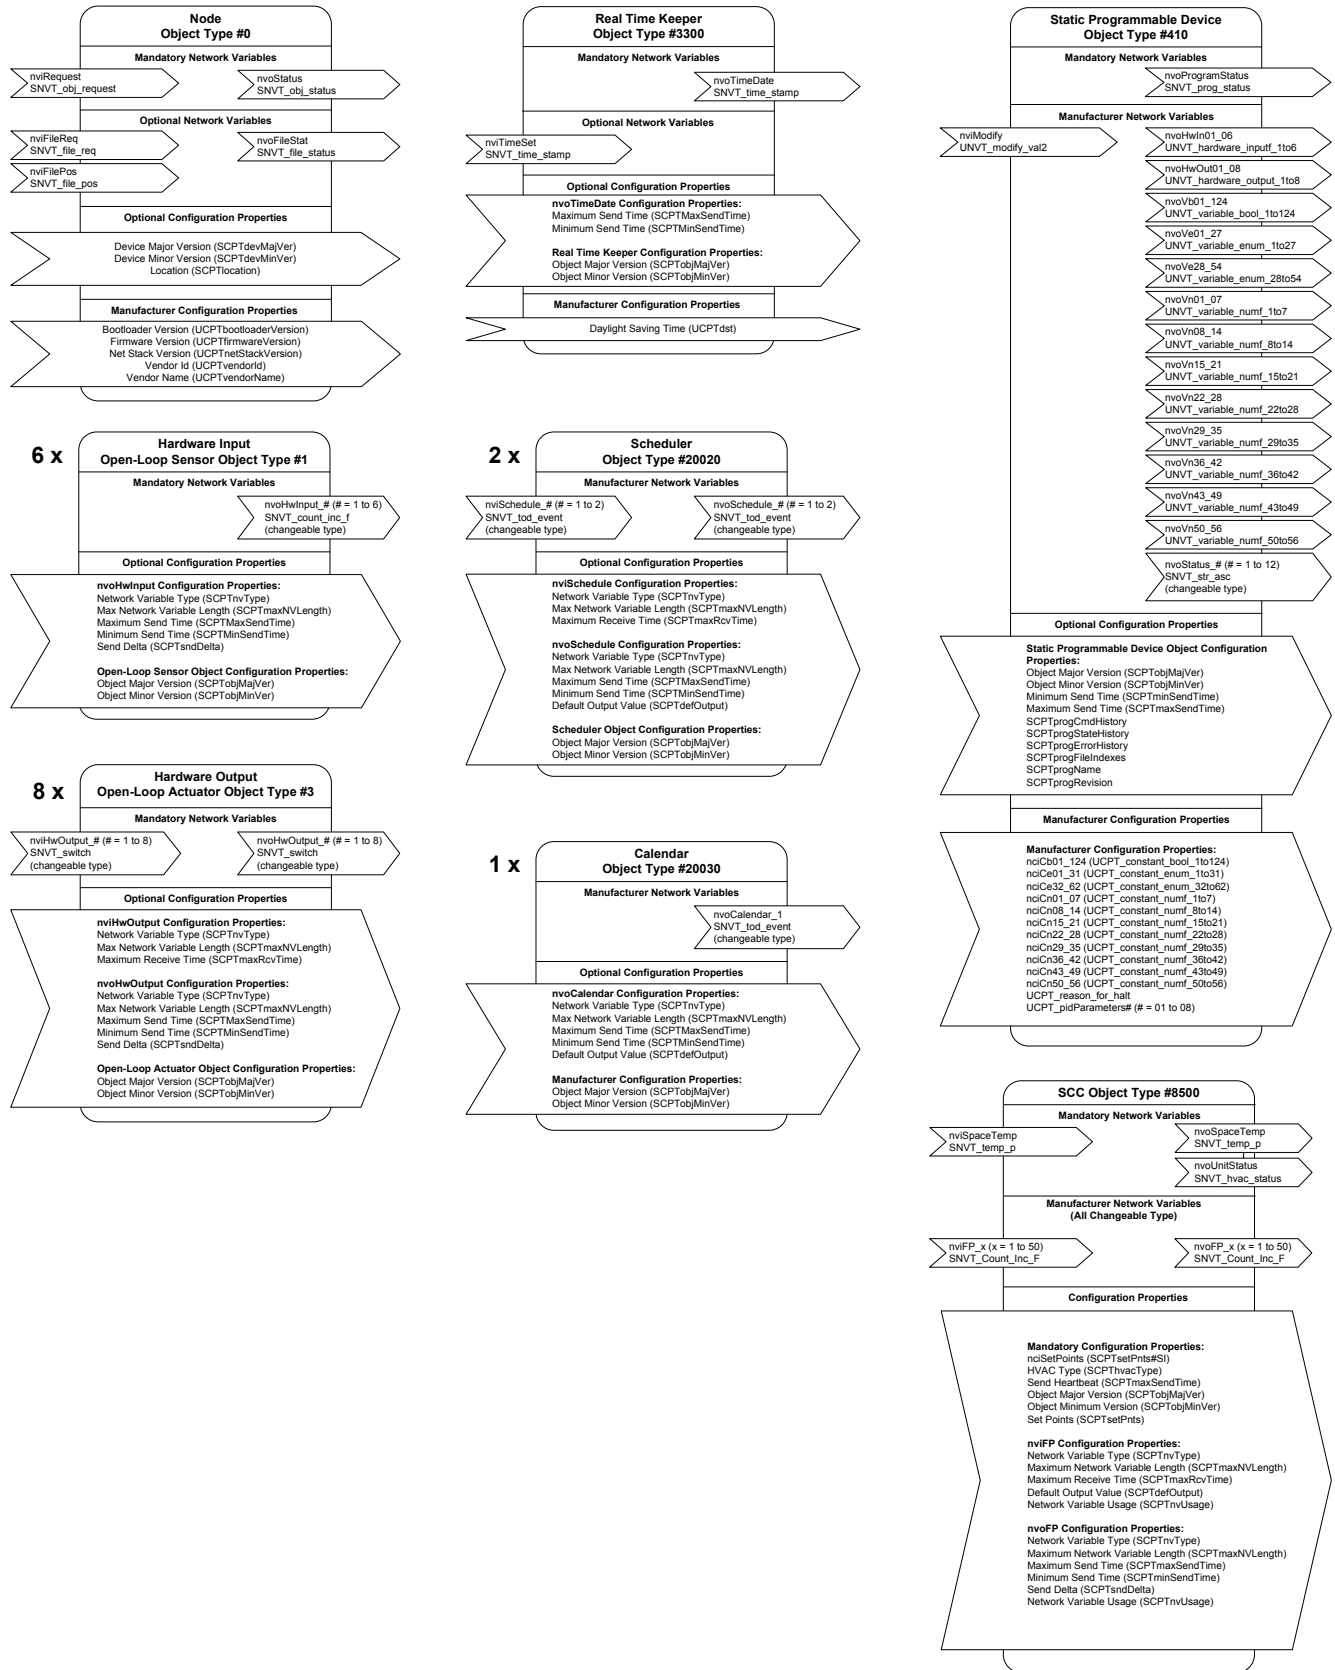 Node
Object Type #0
Mandatory Network Variables
nviRequest
SNVT_obj_request
nvoStatus
SNVT_obj_status
Optional Network Variables
nviFileReq
SNVT_file_req
nvoFileStat
SNVT_file_status
nviFilePos
SNVT_file_pos
Optional Configuration Properties
Device Major Version (SCPTdevMajVer)
Device Minor Version (SCPTdevMinVer)
Location (SCPTlocation)
Manufacturer Configuration Properties
Bootloader Version (UCPTbootloaderVersion)
Firmware Version (UCPTfirmwareVersion)
Net Stack Version (UCPTnetStackVersion)
Vendor Id (UCPTvendorId)
Vendor Name (UCPTvendorName)
6 x
Hardware Input
Open-Loop Sensor Object Type #1
Mandatory Network Variables
nvoHwInput_# (# = 1 to 6)
SNVT_count_inc_f
(changeable type)
Optional Configuration Properties
nvoHwInput Configuration Properties:
Network Variable Type (SCPTnvType)
Max Network Variable Length (SCPTmaxNVLength)
Maximum Send Time (SCPTMaxSendTime)
Minimum Send Time (SCPTMinSendTime)
Send Delta (SCPTsndDelta)
Open-Loop Sensor Object Configuration Properties:
Object Major Version (SCPTobjMajVer)
Object Minor Version (SCPTobjMinVer)
8 x
Hardware Output
Open-Loop Actuator Object Type #3
Mandatory Network Variables
nviHwOutput_# (# = 1 to 8)
SNVT_switch
(changeable type)
nvoHwOutput_# (# = 1 to 8)
SNVT_switch
(changeable type)
Optional Configuration Properties
nviHwOutput Configuration Properties:
Network Variable Type (SCPTnvType)
Max Network Variable Length (SCPTmaxNVLength)
Maximum Receive Time (SCPTmaxRcvTime)
nvoHwOutput Configuration Properties:
Network Variable Type (SCPTnvType)
Max Network Variable Length (SCPTmaxNVLength)
Maximum Send Time (SCPTMaxSendTime)
Minimum Send Time (SCPTMinSendTime)
Send Delta (SCPTsndDelta)
Open-Loop Actuator Object Configuration Properties:
Object Major Version (SCPTobjMajVer)
Object Minor Version (SCPTobjMinVer)
Real Time Keeper
Object Type #3300
Mandatory Network Variables
nvoTimeDate
SNVT_time_stamp
Optional Network Variables
nviTimeSet
SNVT_time_stamp
Optional Configuration Properties
nvoTimeDate Configuration Properties:
Maximum Send Time (SCPTMaxSendTime)
Minimum Send Time (SCPTMinSendTime)
Real Time Keeper Configuration Properties:
Object Major Version (SCPTobjMajVer)
Object Minor Version (SCPTobjMinVer)
Manufacturer Configuration Properties
Daylight Saving Time (UCPTdst)
2 x
Scheduler
Object Type #20020
Manufacturer Network Variables
nviSchedule_# (# = 1 to 2)
SNVT_tod_event
(changeable type)
nvoSchedule_# (# = 1 to 2)
SNVT_tod_event
(changeable type)
Optional Configuration Properties
nviSchedule Configuration Properties:
Network Variable Type (SCPTnvType)
Max Network Variable Length (SCPTmaxNVLength)
Maximum Receive Time (SCPTmaxRcvTime)
nvoSchedule Configuration Properties:
Network Variable Type (SCPTnvType)
Max Network Variable Length (SCPTmaxNVLength)
Maximum Send Time (SCPTMaxSendTime)
Minimum Send Time (SCPTMinSendTime)
Default Output Value (SCPTdefOutput)
Scheduler Object Configuration Properties:
Object Major Version (SCPTobjMajVer)
Object Minor Version (SCPTobjMinVer)
1 x
Calendar
Object Type #20030
Manufacturer Network Variables
nvoCalendar_1
SNVT_tod_event
(changeable type)
Optional Configuration Properties
nvoCalendar Configuration Properties:
Network Variable Type (SCPTnvType)
Max Network Variable Length (SCPTmaxNVLength)
Maximum Send Time (SCPTMaxSendTime)
Minimum Send Time (SCPTMinSendTime)
Default Output Value (SCPTdefOutput)
Manufacturer Configuration Properties:
Object Major Version (SCPTobjMajVer)
Object Minor Version (SCPTobjMinVer)
Static Programmable Device
Object Type #410
Mandatory Network Variables
nvoProgramStatus
SNVT_prog_status
Manufacturer Network Variables
nviModify
UNVT_modify_val2
nvoHwIn01_06
UNVT_hardware_inputf_1to6
nvoHwOut01_08
UNVT_hardware_output_1to8
nvoVb01_124
UNVT_variable_bool_1to124
nvoVe01_27
UNVT_variable_enum_1to27
nvoVe28_54
UNVT_variable_enum_28to54
nvoVn01_07
UNVT_variable_numf_1to7
nvoVn08_14
UNVT_variable_numf_8to14
nvoVn15_21
UNVT_variable_numf_15to21
nvoVn22_28
UNVT_variable_numf_22to28
nvoVn29_35
UNVT_variable_numf_29to35
nvoVn36_42
UNVT_variable_numf_36to42
nvoVn43_49
UNVT_variable_numf_43to49
nvoVn50_56
UNVT_variable_numf_50to56
nvoStatus_# (# = 1 to 12)
SNVT_str_asc
(changeable type)
Optional Configuration Properties
Static Programmable Device Object Configuration
Properties:
Object Major Version (SCPTobjMajVer)
Object Minor Version (SCPTobjMinVer)
Minimum Send Time (SCPTminSendTime)
Maximum Send Time (SCPTmaxSendTime)
SCPTprogCmdHistory
SCPTprogStateHistory
SCPTprogErrorHistory
SCPTprogFileIndexes
SCPTprogName
SCPTprogRevision
Manufacturer Configuration Properties
Manufacturer Configuration Properties:
nciCb01_124 (UCPT_constant_bool_1to124)
nciCe01_31 (UCPT_constant_enum_1to31)
nciCe32_62 (UCPT_constant_enum_32to62)
nciCn01_07 (UCPT_constant_numf_1to7)
nciCn08_14 (UCPT_constant_numf_8to14)
nciCn15_21 (UCPT_constant_numf_15to21)
nciCn22_28 (UCPT_constant_numf_22to28)
nciCn29_35 (UCPT_constant_numf_29to35)
nciCn36_42 (UCPT_constant_numf_36to42)
nciCn43_49 (UCPT_constant_numf_43to49)
nciCn50_56 (UCPT_constant_numf_50to56)
UCPT_reason_for_halt
UCPT_pidParameters# (# = 01 to 08)
SCC Object Type #8500
Mandatory Network Variables
nviSpaceTemp
SNVT_temp_p
nvoSpaceTemp
SNVT_temp_p
nvoUnitStatus
SNVT_hvac_status
Manufacturer Network Variables
(All Changeable Type)
nviFP_x (x = 1 to 50)
SNVT_Count_Inc_F
nvoFP_x (x = 1 to 50)
SNVT_Count_Inc_F
Configuration Properties
Mandatory Configuration Properties:
nciSetPoints (SCPTsetPnts#SI)
HVAC Type (SCPThvacType)
Send Heartbeat (SCPTmaxSendTime)
Object Major Version (SCPTobjMajVer)
Object Minimum Version (SCPTobjMinVer)
Set Points (SCPTsetPnts)
nviFP Configuration Properties:
Network Variable Type (SCPTnvType)
Maximum Network Variable Length (SCPTmaxNVLength)
Maximum Receive Time (SCPTmaxRcvTime)
Default Output Value (SCPTdefOutput)
Network Variable Usage (SCPTnvUsage)
nvoFP Configuration Properties:
Network Variable Type (SCPTnvType)
Maximum Network Variable Length (SCPTmaxNVLength)
Maximum Send Time (SCPTmaxSendTime)
Minimum Send Time (SCPTminSendTime)
Send Delta (SCPTsndDelta)
Network Variable Usage (SCPTnvUsage)